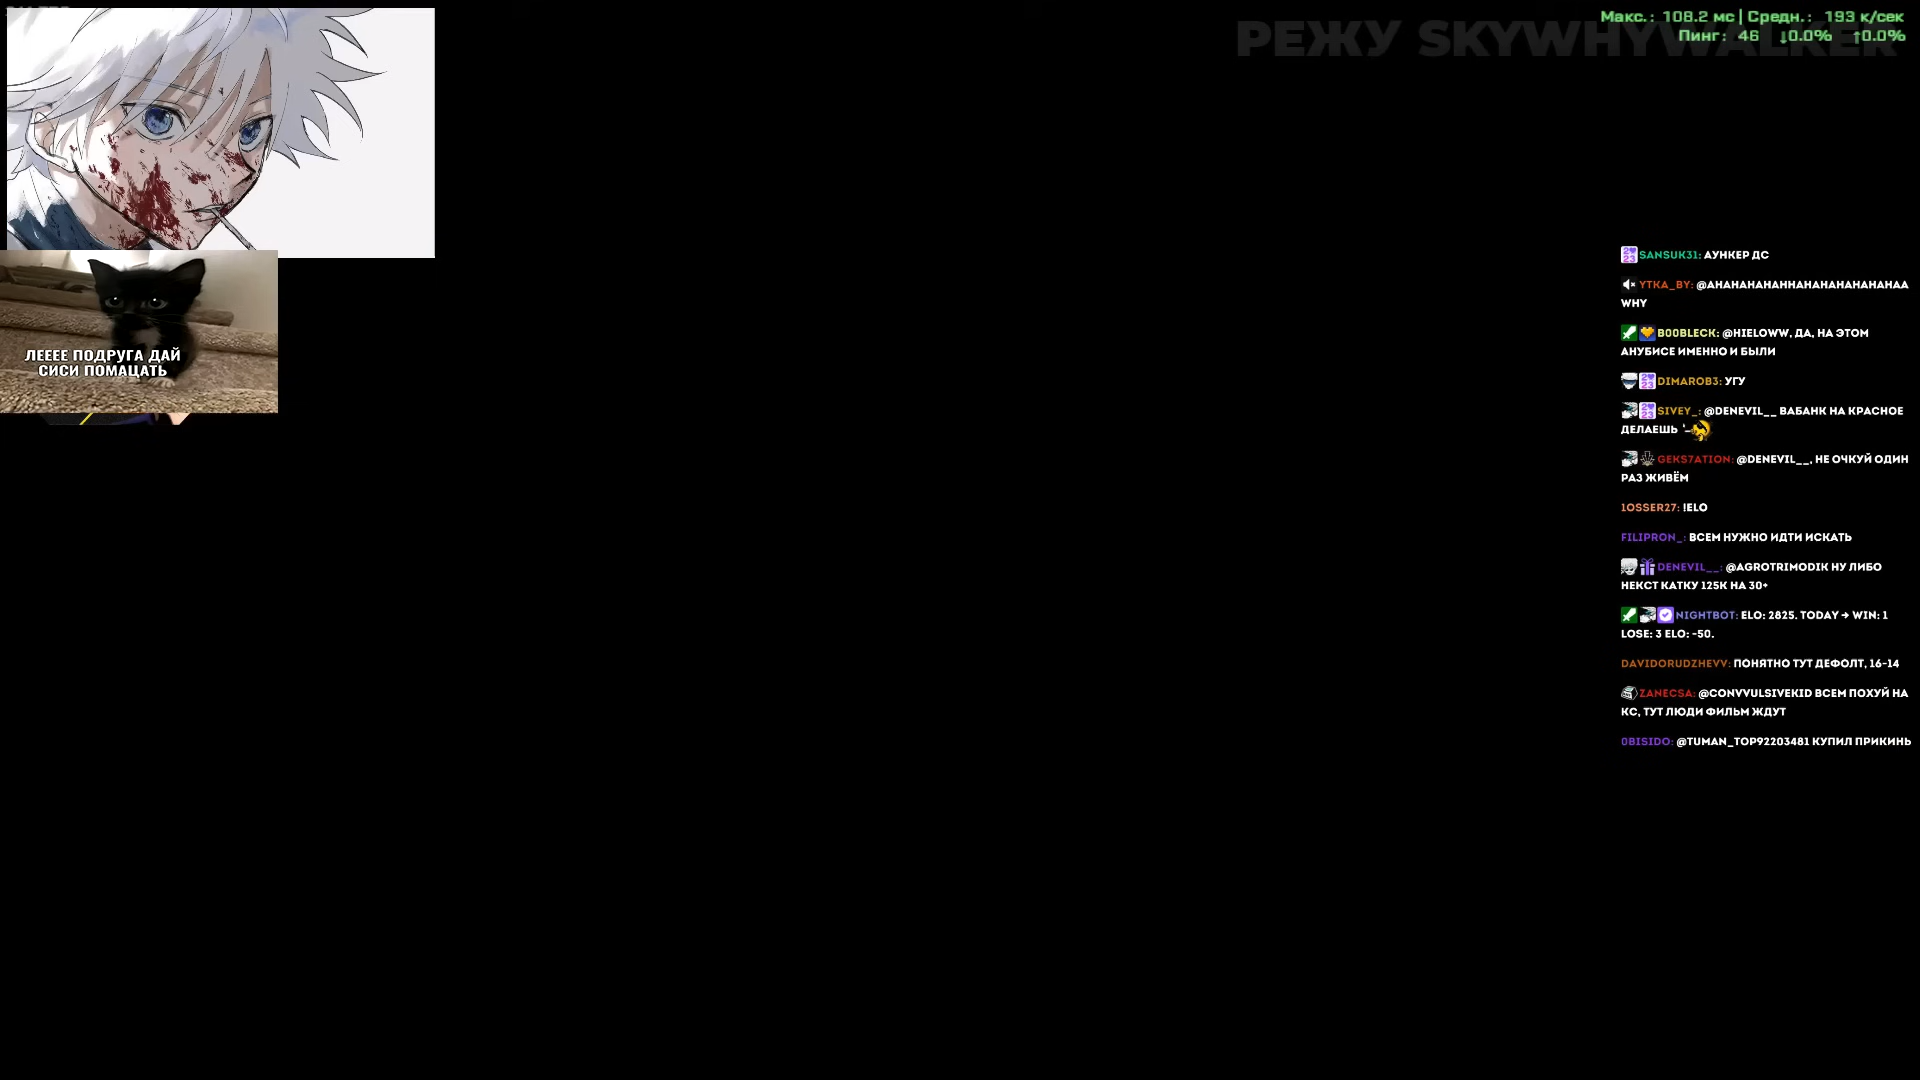 РЕЖУ SKYWHYWALKER
Макс.: 108.2 мс | Средн.: 193 к/сек
Пинг: 46 ↓0.0% ↑0.0%
ЛЕЕЕЕ ПОДРУГА ДАЙ
СИСИ ПОМАЦАТЬ
SANSUK31: АУНКЕР ДС
YTKA_BY: @AHAHAHAHAHHAHAHAHAHAHAHAA
WHY
B00BLECK: @HIELOWW, ДА, НА ЭТОМ
АНУБИСЕ ИМЕННО И БЫЛИ
DIMAROB3: УГУ
SIVEY_: @DENEVIL__ ВАБАНК НА КРАСНОЕ
ДЕЛАЕШЬ
GEKS7ATION: @DENEVIL__, НЕ ОЧКУЙ ОДИН
РАЗ ЖИВЁМ
1OSSER27: !ELO
FILIPRON_: ВСЕМ НУЖНО ИДТИ ИСКАТЬ
DENEVIL__: @AGROTRIMODIK НУ ЛИБО
НЕКСТ КАТКУ 125К НА 30+
NIGHTBOT: ELO: 2825. TODAY → WIN: 1
LOSE: 3 ELO: -50.
DAVIDORUDZHEVV: ПОНЯТНО ТУТ ДЕФОЛТ, 16-14
ZANECSA: @CONVVULSIVEKID ВСЕМ ПОХУЙ НА
КС, ТУТ ЛЮДИ ФИЛЬМ ЖДУТ
0BISIDO: @TUMAN_TOP92203481 КУПИЛ ПРИКИНЬ